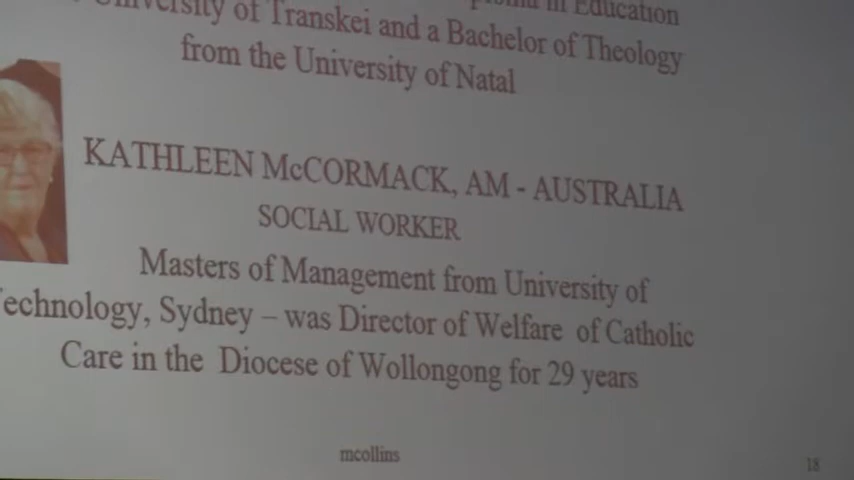 University of Transkei and a Bachelor of Theology
from the University of Natal
KATHLEEN McCORMACK, AM - AUSTRALIA
SOCIAL WORKER
Masters of Management from University of
Technology, Sydney – was Director of Welfare of Catholic
Care in the Diocese of Wollongong for 29 years
mcollins
18